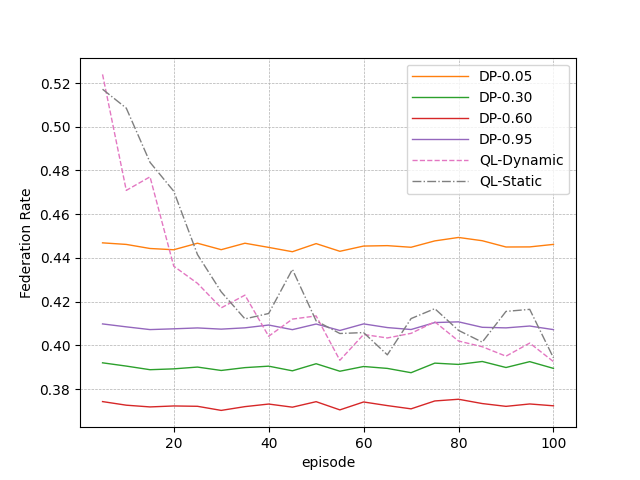 DP-0.05
DP-0.30
DP-0.60
DP-0.95
QL-Dynamic
QL-Static
Federation Rate
0.52
0.50
0.48
0.46
0.44
0.42
0.40
0.38
20 40 60 80 100
episode